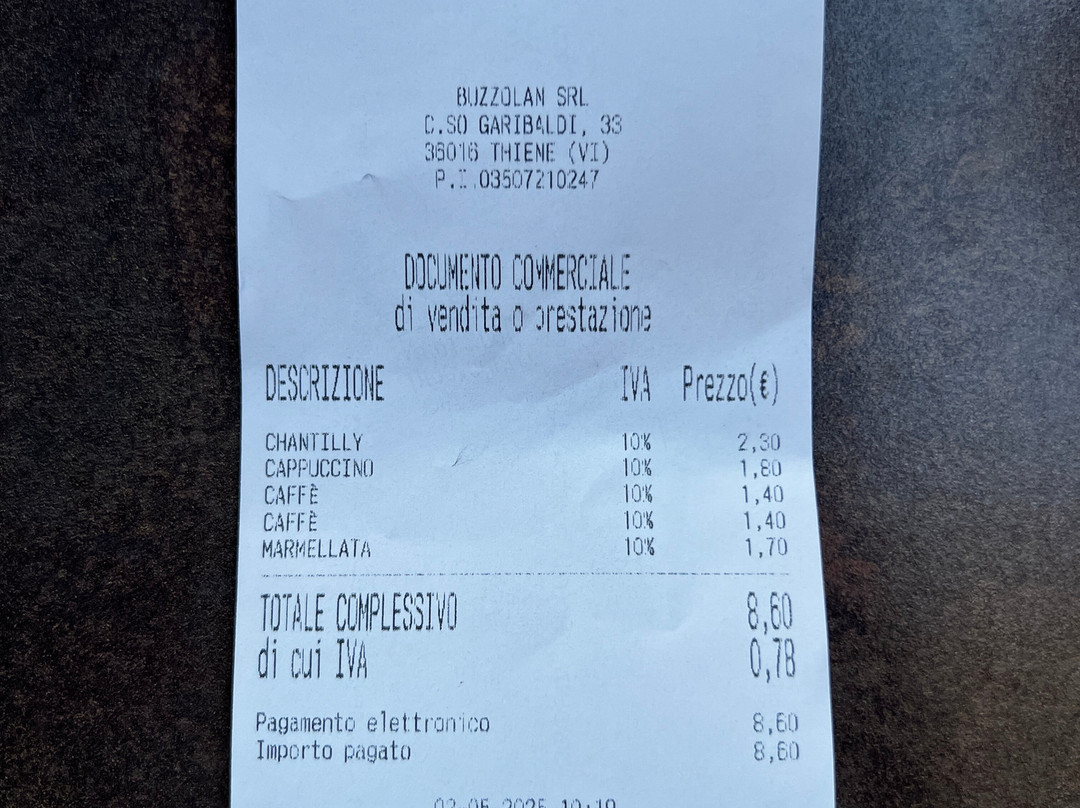 BUZZOLAN SRL
C.SO GARIBALDI, 33
36016 THIENE (VI)
P.I.03507210247
DOCUMENTO COMMERCIALE
di vendita o prestazione
DESCRIZIONE IVA Prezzo(€)
CHANTILLY 10% 2,30
CAPPUCCINO 10% 1,80
CAFFÈ 10% 1,40
CAFFÈ 10% 1,40
MARMELLATA 10% 1,70
TOTALE COMPLESSIVO 8,60
di cui IVA 0,78
Pagamento elettronico 8,60
Importo pagato 8,60